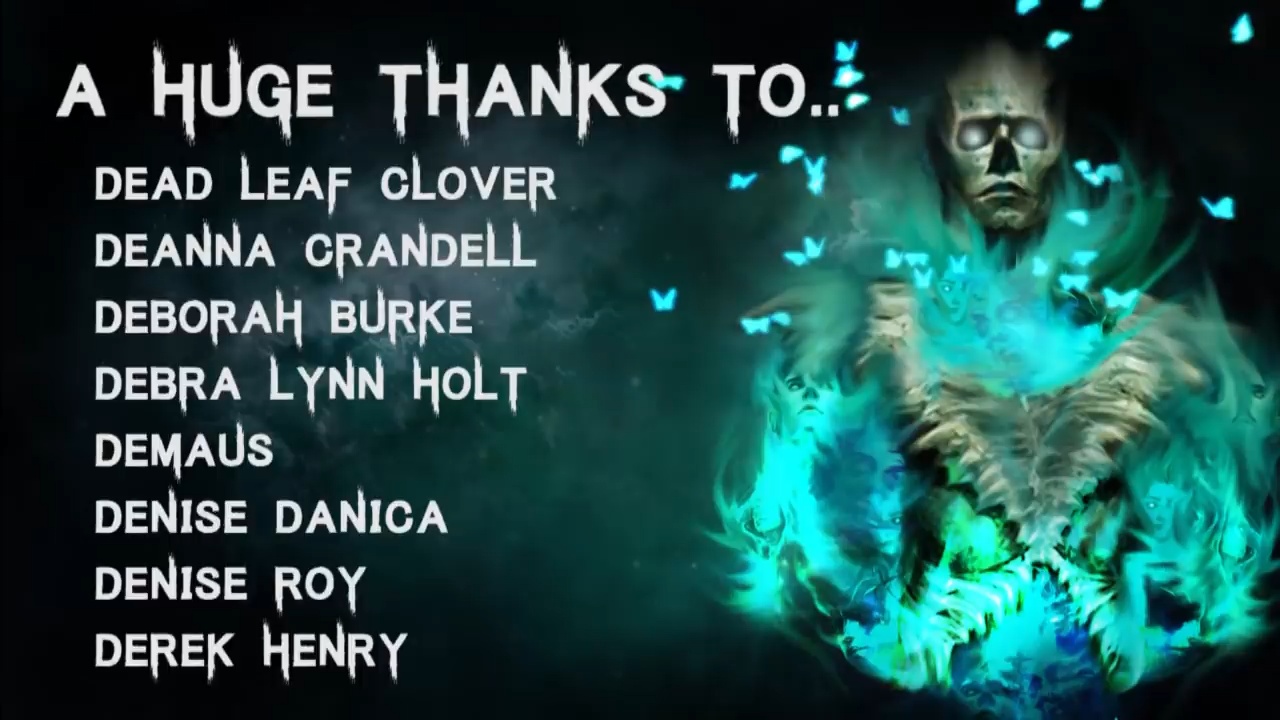 A HUGE THANKS TO..
DEAD LEAF CLOVER
DEANNA CRANDELL
DEBORAH BURKE
DEBRA LYNN HOLT
DEMAUS
DENISE DANICA
DENISE ROY
DEREK HENRY